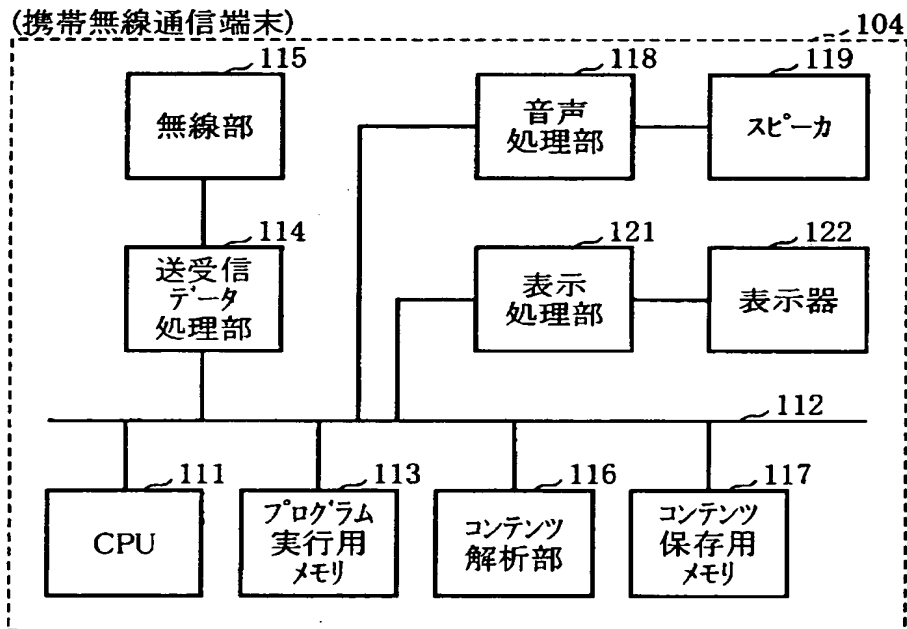 (携帯無線通信端末)
104
115
無線部
118
音声
処理部
119
スピーカ
114
送受信
データ
処理部
121
表示
処理部
122
表示器
112
111
CPU
113
プログラム
実行用
メモリ
116
コンテンツ
解析部
117
コンテンツ
保存用
メモリ